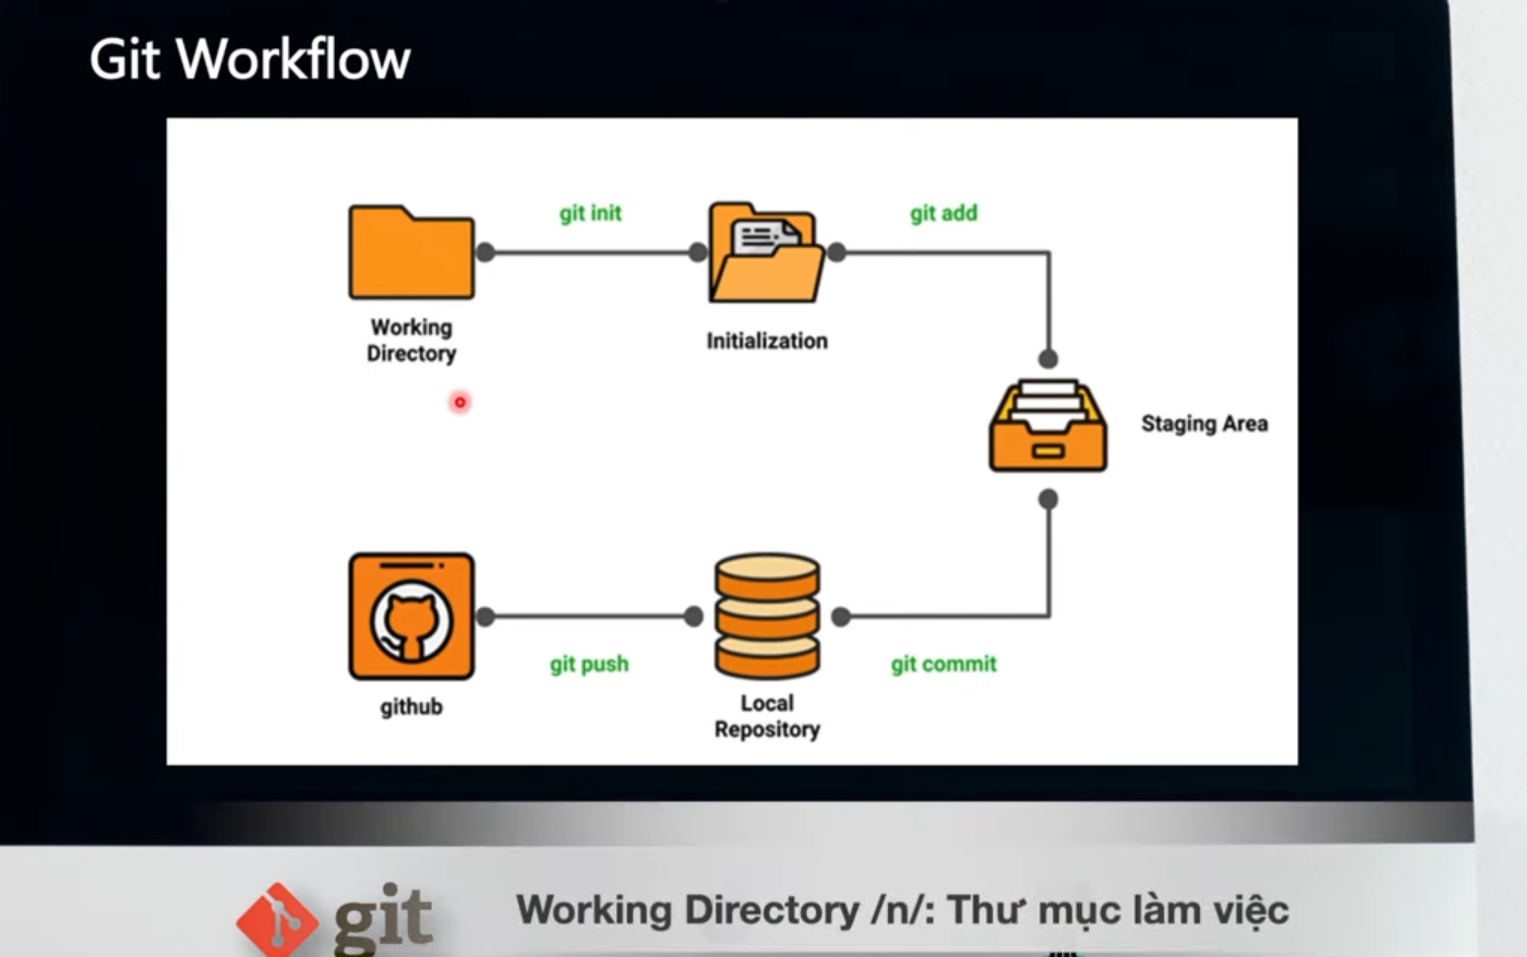 Git Workflow
git init
git add
Working
Directory
Initialization
Staging Area
git push
git commit
github
Local
Repository
git
Working Directory /n/: Thư mục làm việc